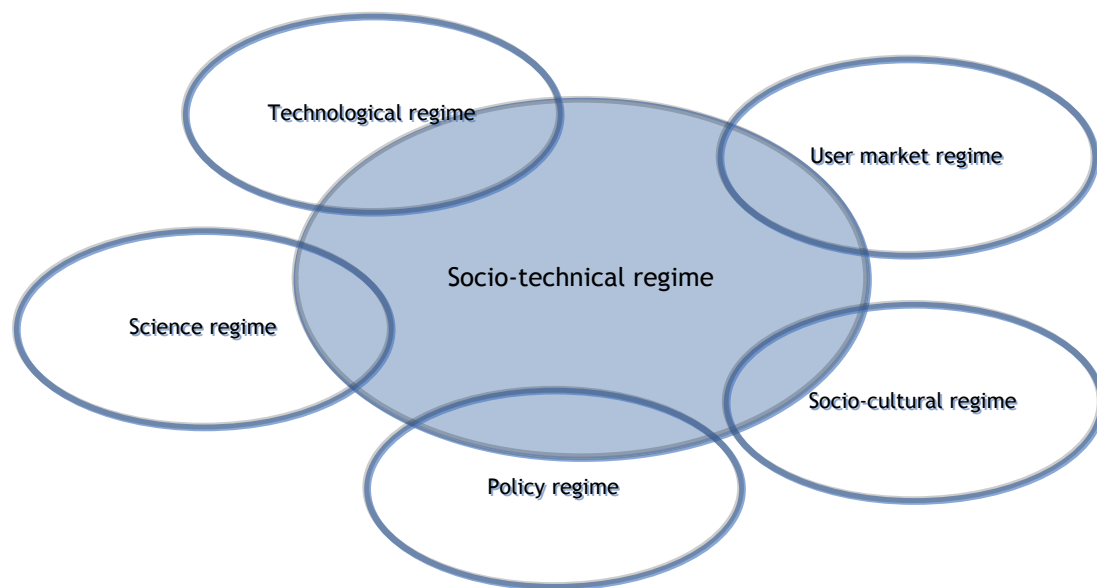 Technological regime
User market regime
Socio-technical regime
Science regime
Socio-cultural regime
Policy regime